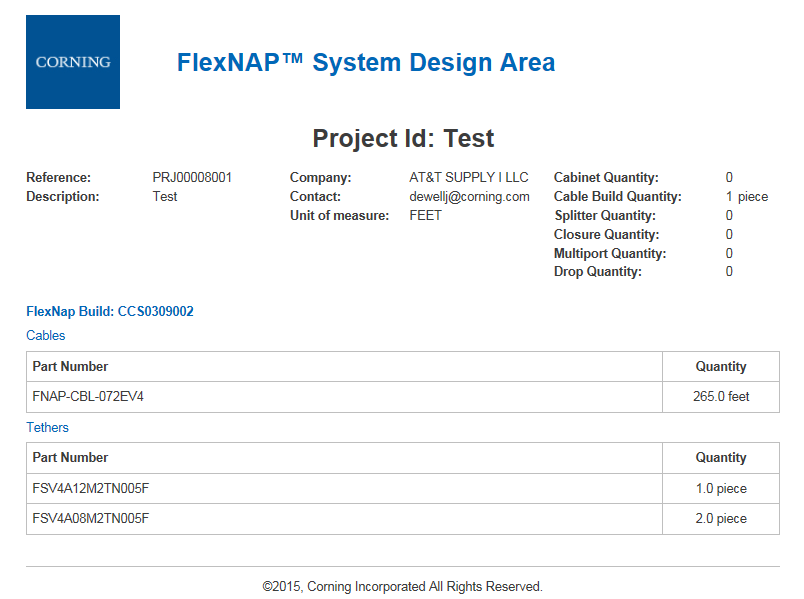 CORNING
FlexNAP™ System Design Area
Project Id: Test
Reference: PRJ00008001
Description: Test
Company: AT&T SUPPLY I LLC
Contact: dewellj@corning.com
Unit of measure: FEET
Cabinet Quantity: 0
Cable Build Quantity: 1 piece
Splitter Quantity: 0
Closure Quantity: 0
Multiport Quantity: 0
Drop Quantity: 0
FlexNap Build: CCS0309002
Cables
Part Number Quantity
FNAP-CBL-072EV4 265.0 feet
Tethers
Part Number Quantity
FSV4A12M2TN005F 1.0 piece
FSV4A08M2TN005F 2.0 piece
©2015, Corning Incorporated All Rights Reserved.